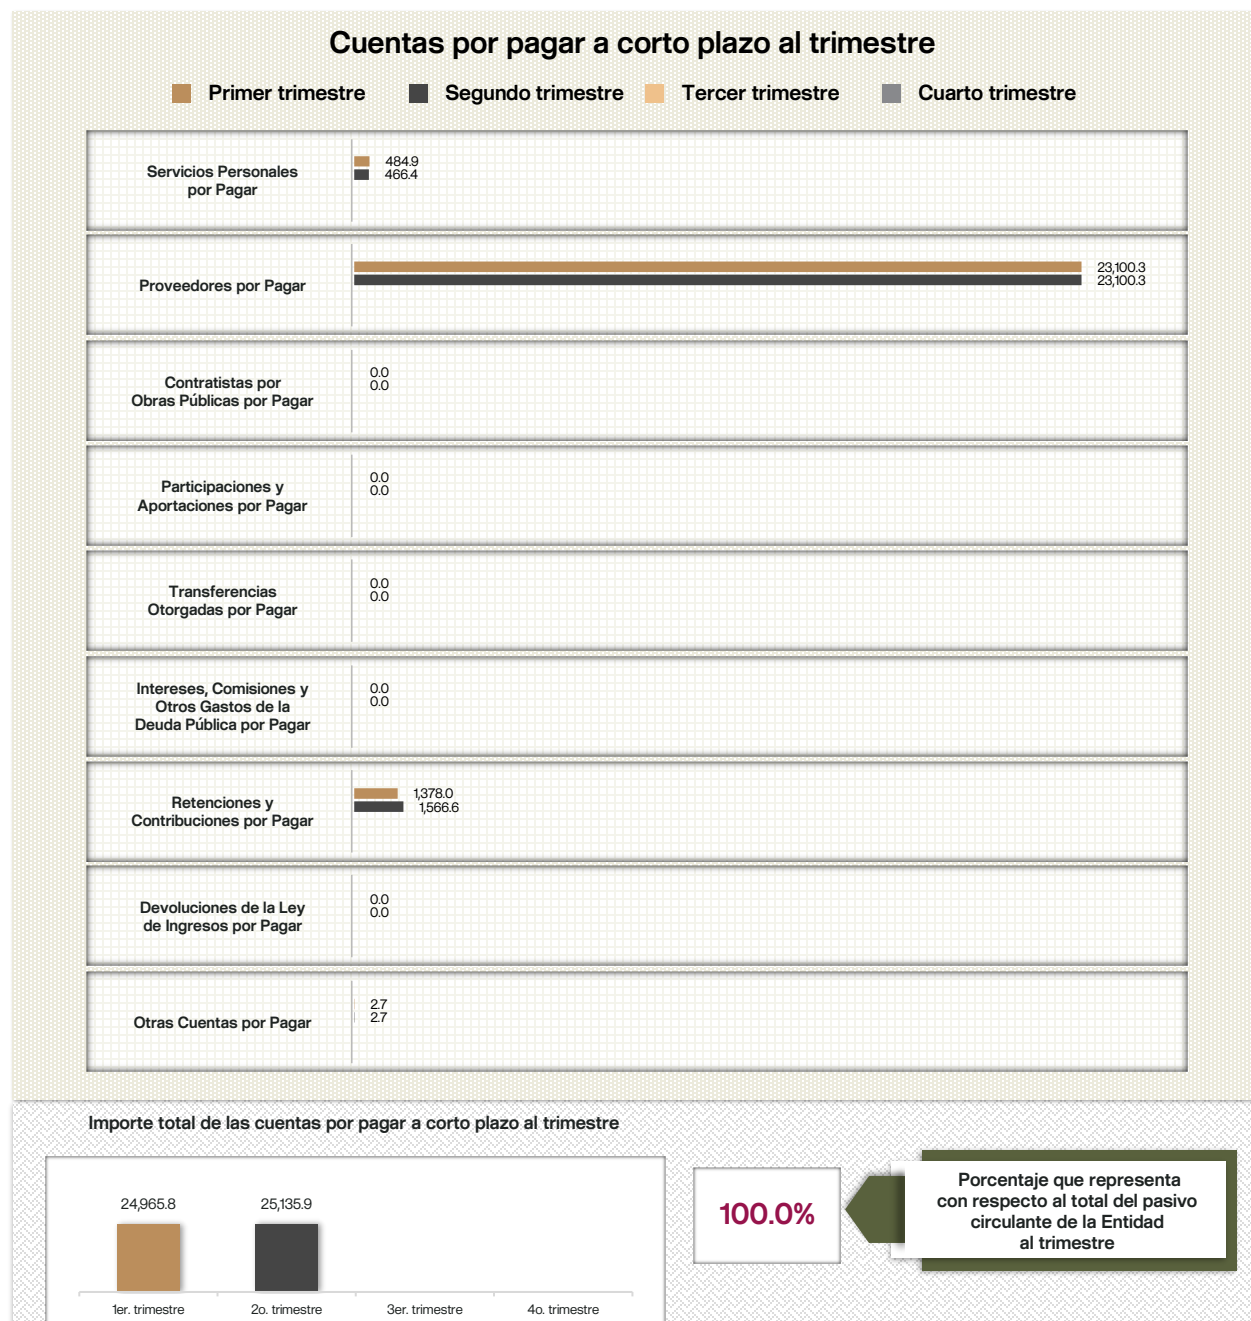 Cuentas por pagar a corto plazo al trimestre
Primer trimestre
Segundo trimestre
Tercer trimestre
Cuarto trimestre
Servicios Personales
por Pagar
484.9
466.4
Proveedores por Pagar
23,100.3
23,100.3
Contratistas por
Obras Públicas por Pagar
0.0
0.0
Participaciones y
Aportaciones por Pagar
0.0
0.0
Transferencias
Otorgadas por Pagar
0.0
0.0
Intereses, Comisiones y
Otros Gastos de la
Deuda Pública por Pagar
0.0
0.0
Retenciones y
Contribuciones por Pagar
1,378.0
1,566.6
Devoluciones de la Ley
de Ingresos por Pagar
0.0
0.0
Otras Cuentas por Pagar
2.7
2.7
Importe total de las cuentas por pagar a corto plazo al trimestre
24,965.8
25,135.9
1er. trimestre
2o. trimestre
3er. trimestre
4o. trimestre
100.0%
Porcentaje que representa
con respecto al total del pasivo
circulante de la Entidad
al trimestre